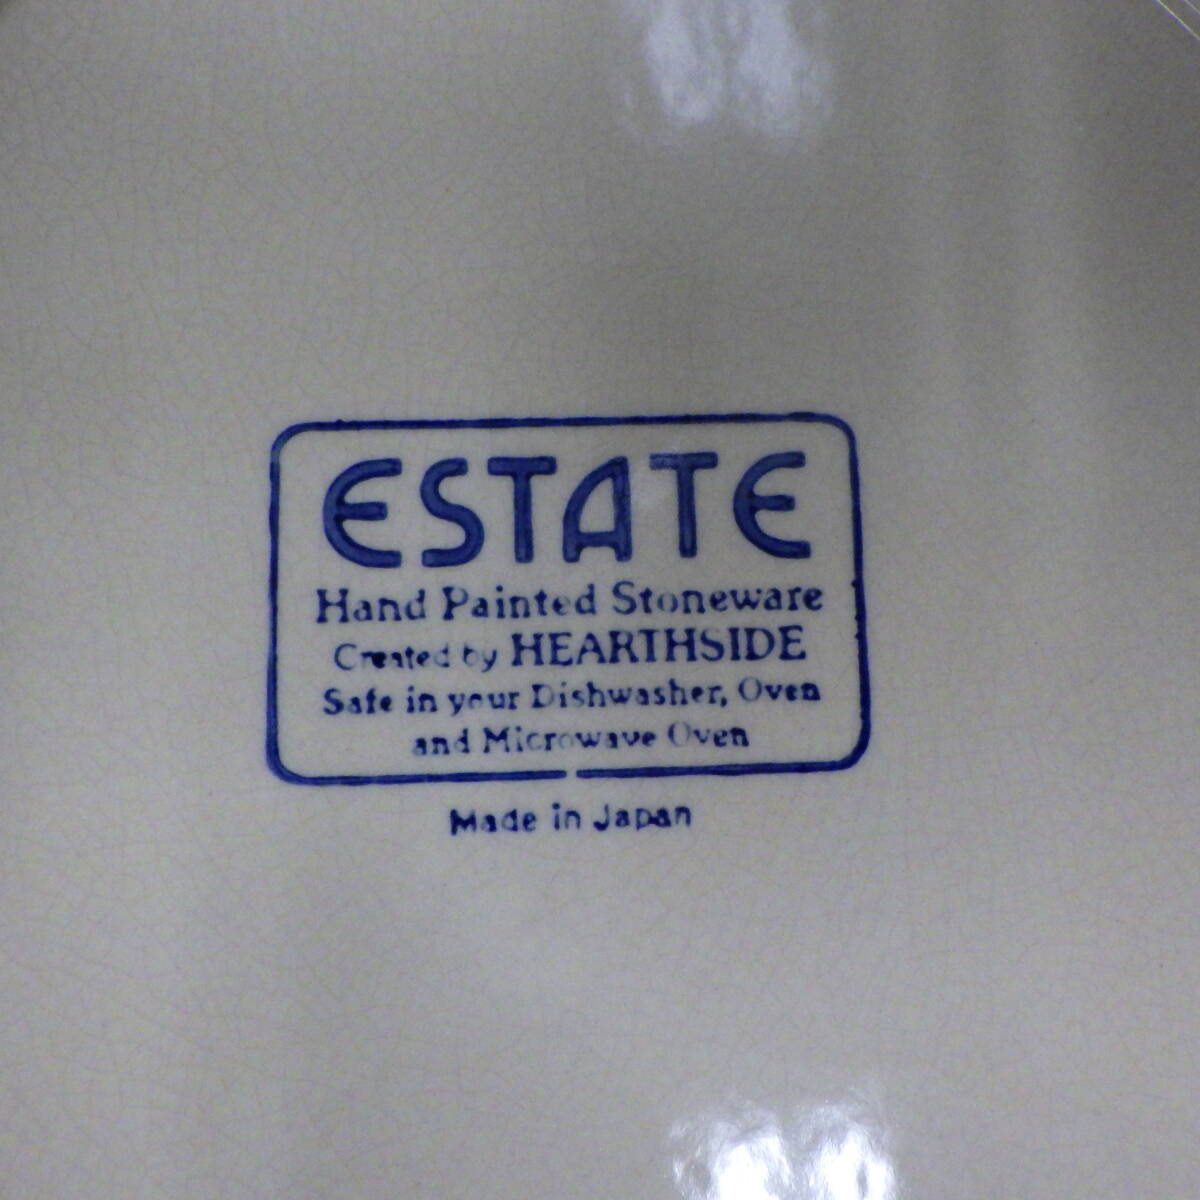 ESTATE
Hand Painted Stoneware
Created by HEARTHSIDE
Safe in your Dishwasher, Oven
and Microwave Oven
Made in Japan